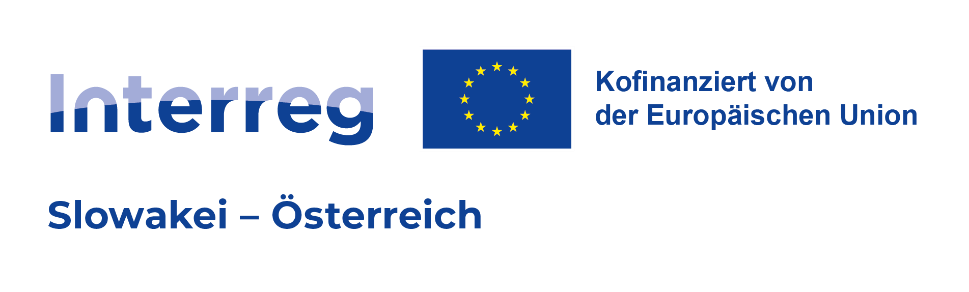 Interreg
Kofinanziert von
der Europäischen Union
Slowakei – Österreich